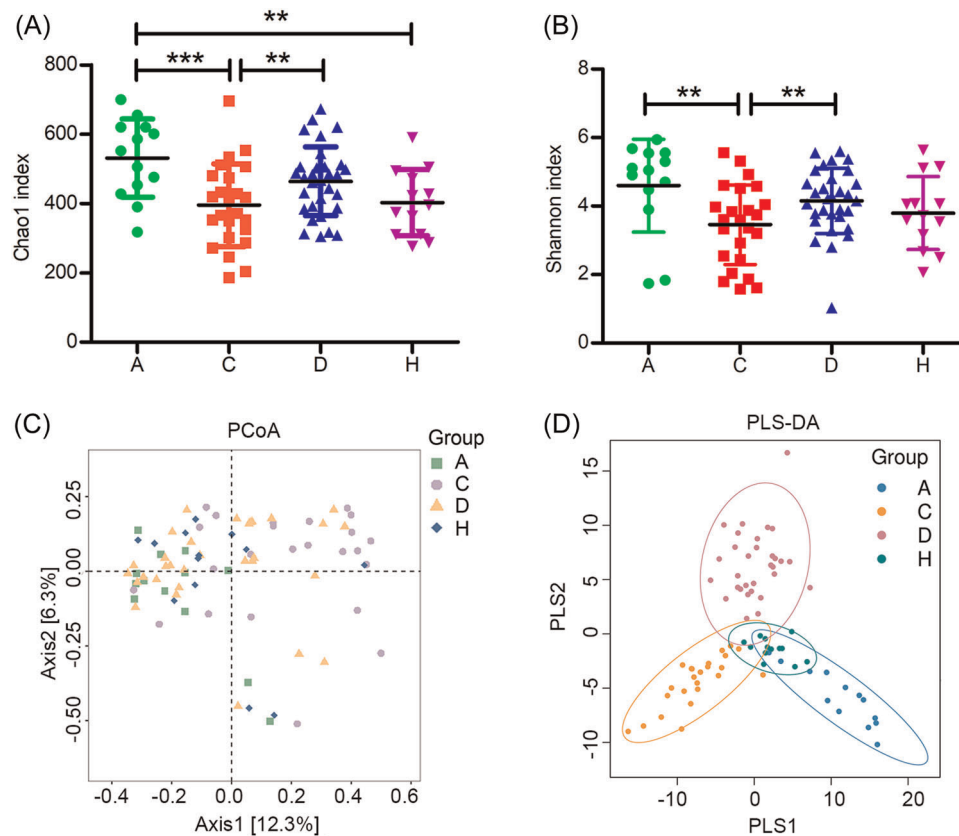 (A)
**
*** **
800
600
400
200
0
Chao1 index
A C D H
(B)
** **
8
6
4
2
0
Shannon index
A C D H
(C)
PCoA
Group
A
C
D
H
0.25
0.00
-0.25
-0.50
Axis2 [6.3%]
-0.4 -0.2 0.0 0.2 0.4 0.6
Axis1 [12.3%]
(D)
PLS-DA
Group
A
C
D
H
15
10
5
0
-5
-10
PLS2
-10 0 10 20
PLS1